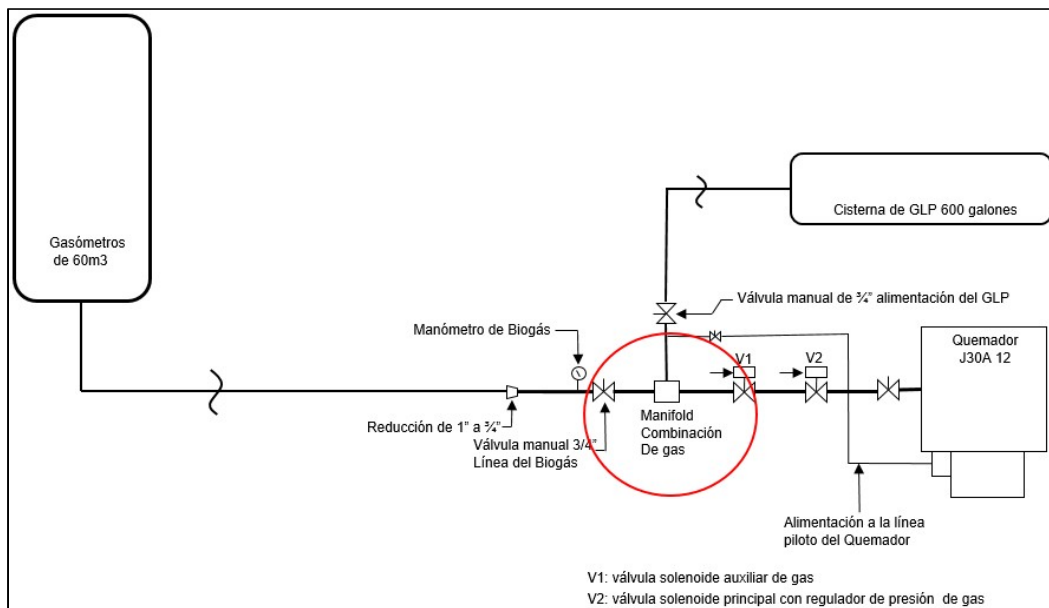 Gasómetros
de 60m3
Cisterna de GLP 600 galones
Válvula manual de ¾” alimentación del GLP
Manómetro de Biogás
Quemador
J30A 12
V1
V2
Reducción de 1” a ¾”
Válvula manual 3/4”
Línea del Biogás
Manifold
Combinación
De gas
Alimentación a la línea
piloto del Quemador
V1: válvula solenoide auxiliar de gas
V2: válvula solenoide principal con regulador de presión de gas